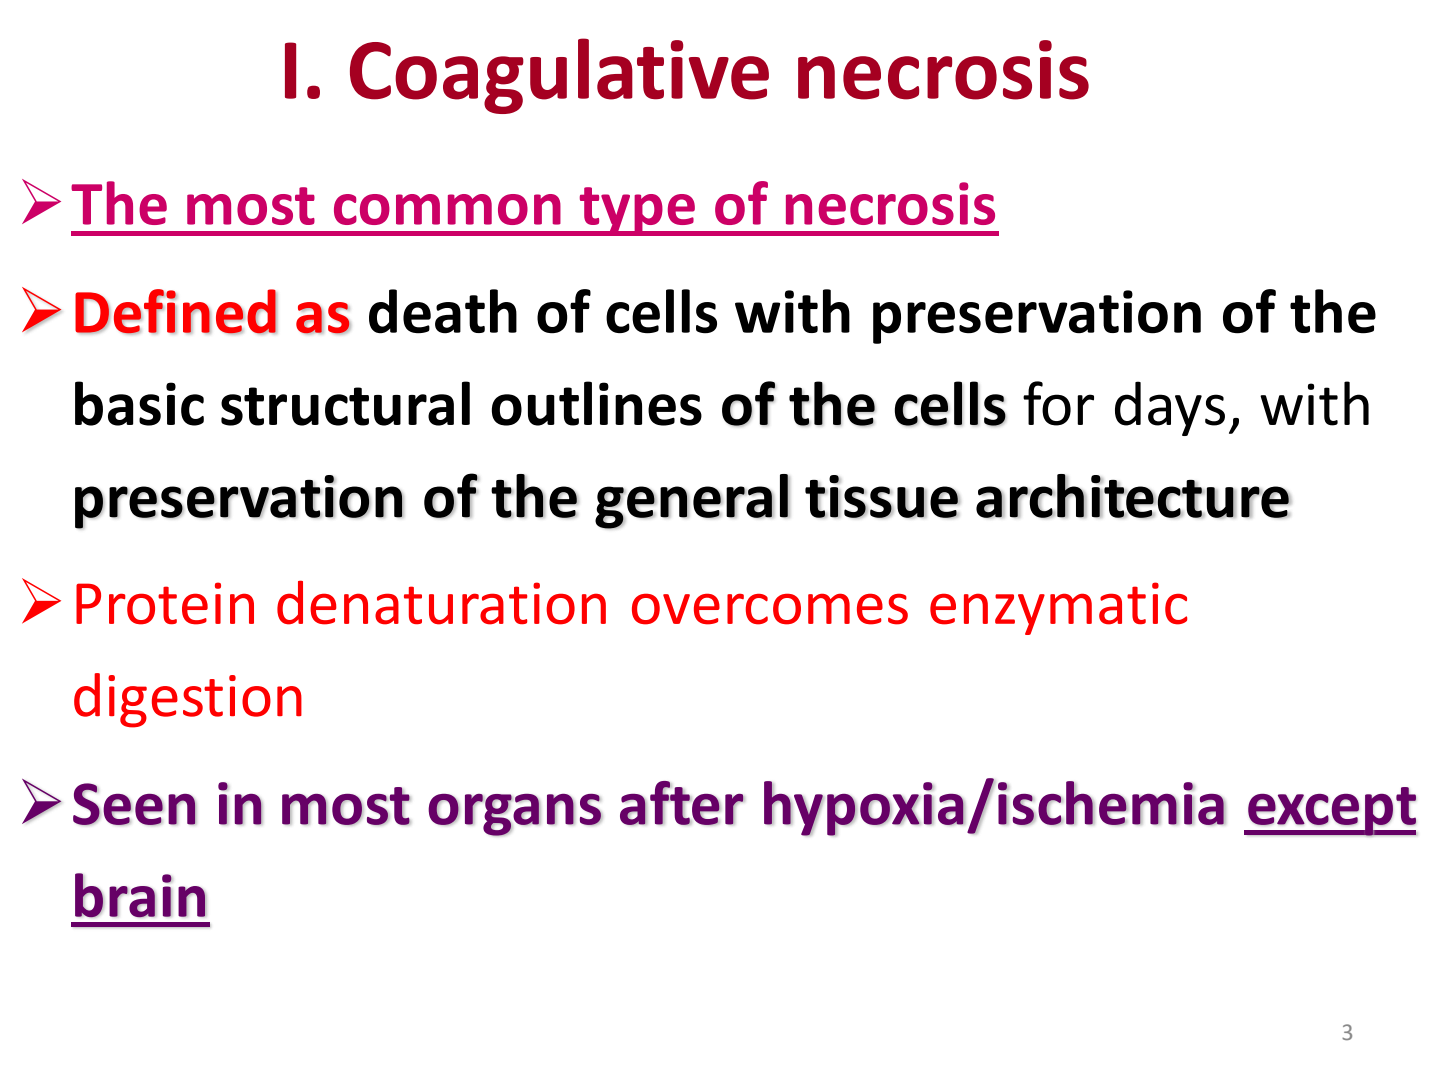 I. Coagulative necrosis
➢The most common type of necrosis
➢Defined as death of cells with preservation of the
basic structural outlines of the cells for days, with
preservation of the general tissue architecture
➢Protein denaturation overcomes enzymatic
digestion
➢Seen in most organs after hypoxia/ischemia except
brain
3